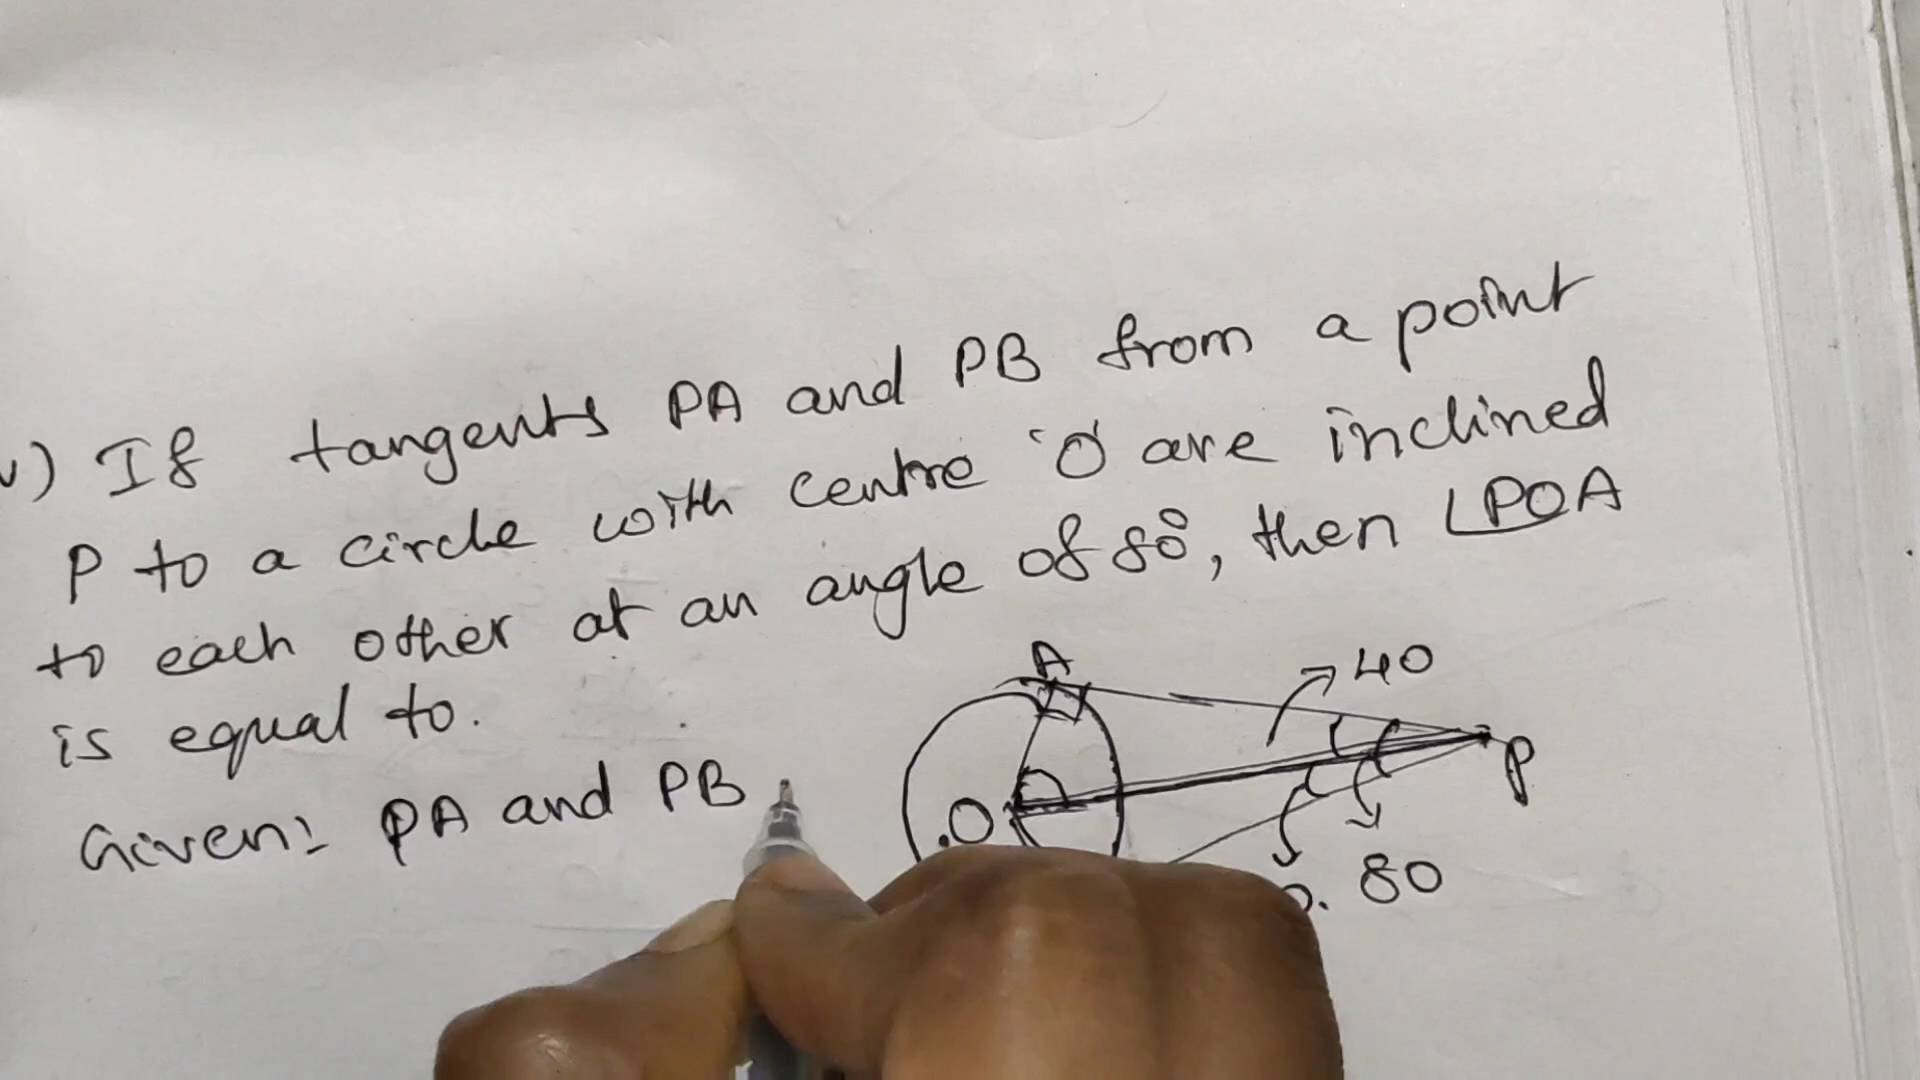 v) If tangents PA and PB from a point
P to a circle with centre 'O' are inclined
to each other at an angle of 80°, then ∠POA
is equal to.
Given: PA and PB
A
40
P
.O
80